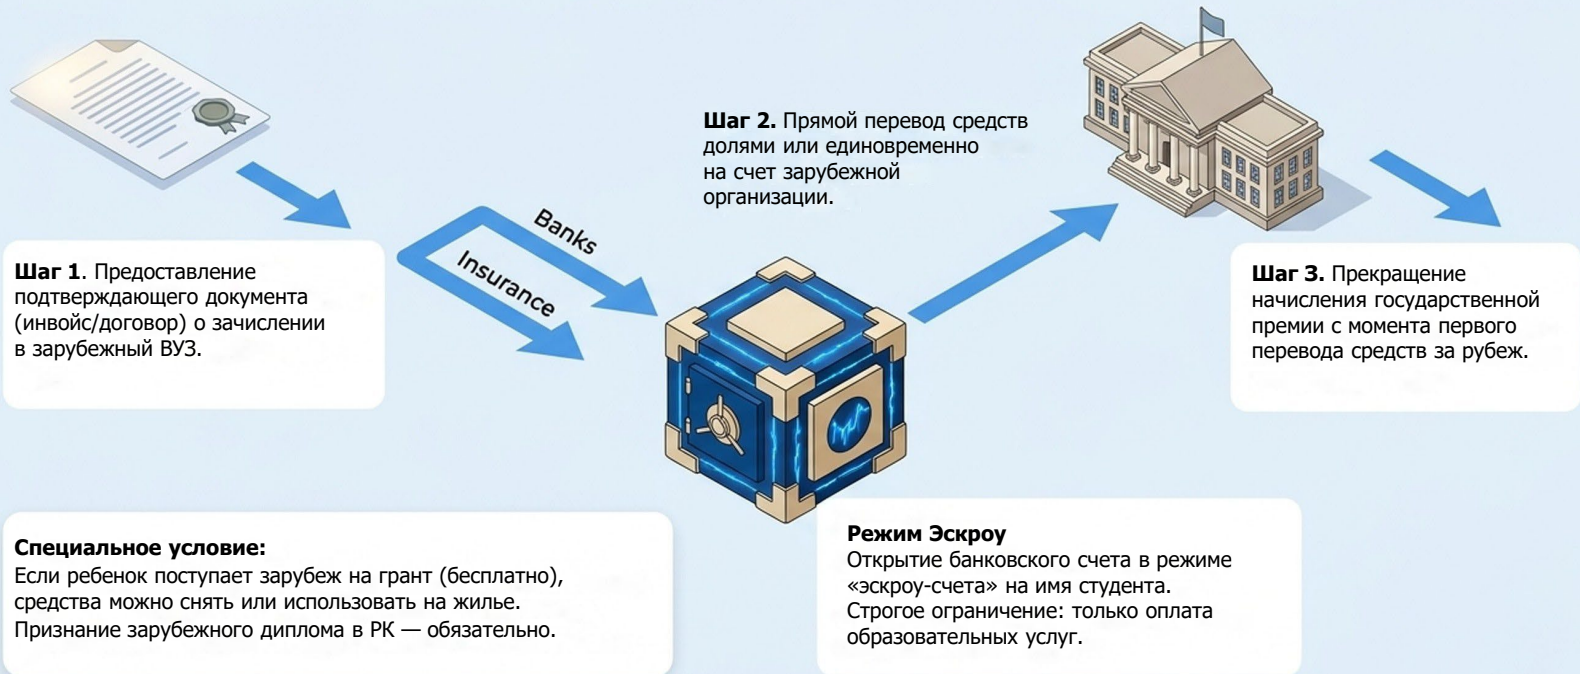 Шаг 1. Предоставление
подтверждающего документа
(инвойс/договор) о зачислении
в зарубежный ВУЗ.
Banks
Insurance
Шаг 2. Прямой перевод средств
долями или единовременно
на счет зарубежной
организации.
Шаг 3. Прекращение
начисления государственной
премии с момента первого
перевода средств за рубеж.
Специальное условие:
Если ребенок поступает зарубеж на грант (бесплатно),
средства можно снять или использовать на жилье.
Признание зарубежного диплома в РК — обязательно.
Режим Эскроу
Открытие банковского счета в режиме
«эскроу-счета» на имя студента.
Строгое ограничение: только оплата
образовательных услуг.